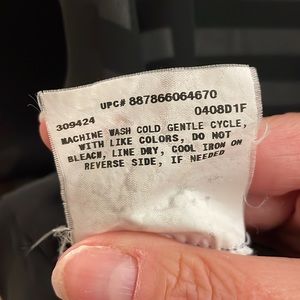 UPC# 887866064670
309424 0408D1F
MACHINE WASH COLD GENTLE CYCLE,
WITH LIKE COLORS, DO NOT
BLEACH, LINE DRY, COOL IRON ON
REVERSE SIDE, IF NEEDED